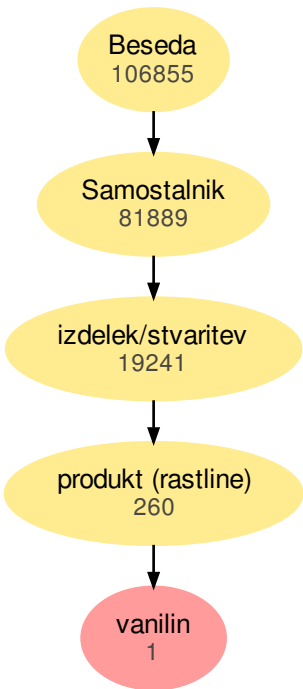 Beseda
106855
Samostalnik
81889
izdelek/stvaritev
19241
produkt (rastline)
260
vanilin
1